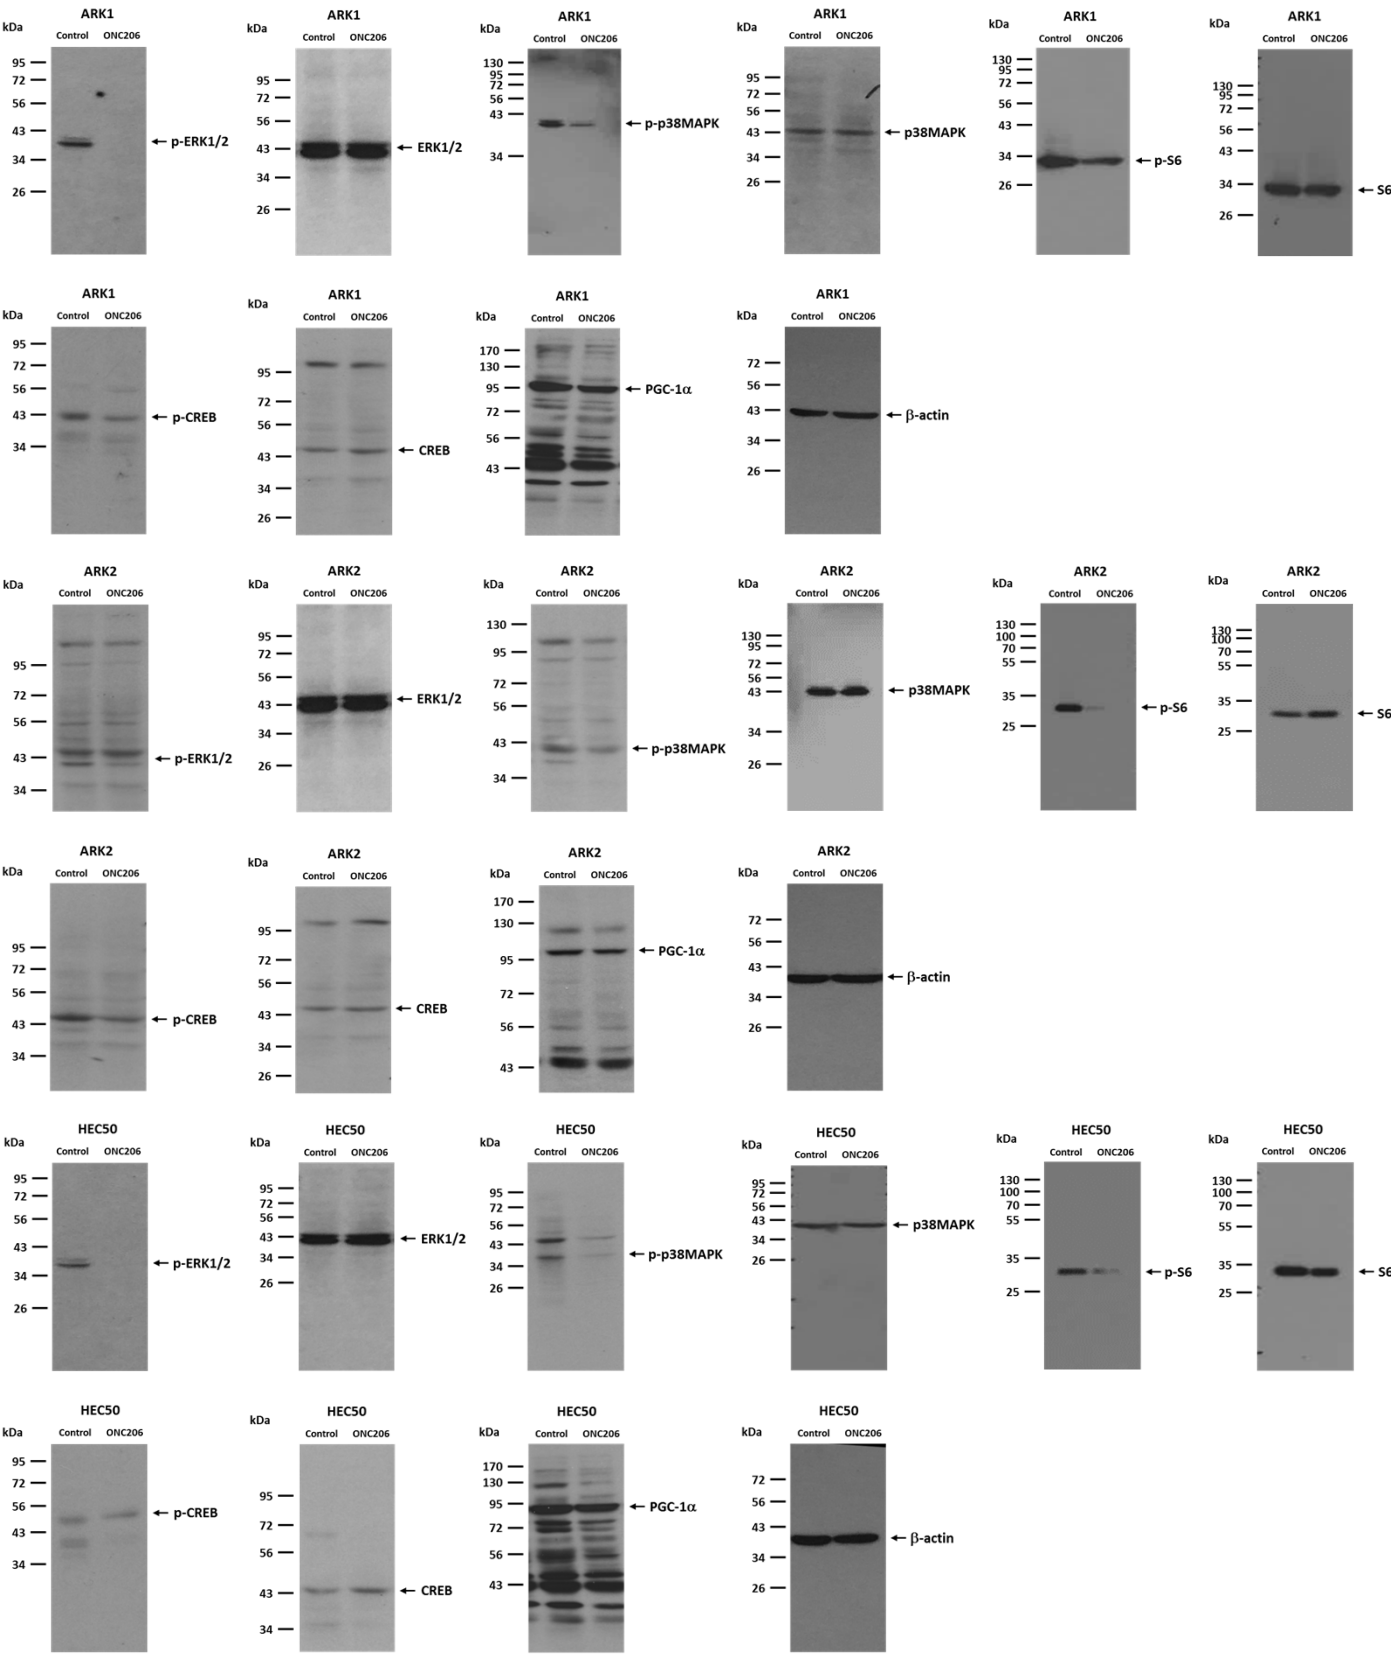 ARK1 ARK1 ARK1 ARK1 ARK1 ARK1
kDa kDa kDa kDa kDa kDa
Control ONC206 Control ONC206 Control ONC206 Control ONC206 Control ONC206 Control ONC206
95 72 56 43 34 26 ← p-ERK1/2
95 72 56 43 34 26 ← ERK1/2
130 95 72 56 43 34 ← p-p38MAPK
95 72 56 43 34 26 ← p38MAPK
130 95 72 56 43 34 26 ← p-S6
130 95 72 56 43 34 26 ← S6
ARK1 ARK1 ARK1 ARK1
kDa kDa kDa kDa
Control ONC206 Control ONC206 Control ONC206 Control ONC206
95 72 56 43 34 ← p-CREB
95 72 56 43 34 26 ← CREB
170 130 95 72 56 43 ← PGC-1α
72 56 43 34 26 ← β-actin
ARK2 ARK2 ARK2 ARK2 ARK2 ARK2
kDa kDa kDa kDa kDa kDa
Control ONC206 Control ONC206 Control ONC206 Control ONC206 Control ONC206 Control ONC206
95 72 56 43 34 ← p-ERK1/2
95 72 56 43 34 26 ← ERK1/2
130 95 72 56 43 34 ← p-p38MAPK
130 95 72 56 43 34 26 ← p38MAPK
130 100 70 55 35 25 ← p-S6
130 100 70 55 35 25 ← S6
ARK2 ARK2 ARK2 ARK2
kDa kDa kDa kDa
Control ONC206 Control ONC206 Control ONC206 Control ONC206
95 72 56 43 34 ← p-CREB
95 72 56 43 34 26 ← CREB
170 130 95 72 56 43 ← PGC-1α
72 56 43 34 26 ← β-actin
HEC50 HEC50 HEC50 HEC50 HEC50 HEC50
kDa kDa kDa kDa kDa kDa
Control ONC206 Control ONC206 Control ONC206 Control ONC206 Control ONC206 Control ONC206
95 72 56 43 34 26 ← p-ERK1/2
95 72 56 43 34 26 ← ERK1/2
95 72 56 43 34 26 ← p-p38MAPK
95 72 56 43 34 26 ← p38MAPK
130 100 70 55 35 25 ← p-S6
130 100 70 55 35 25 ← S6
HEC50 HEC50 HEC50 HEC50
kDa kDa kDa kDa
Control ONC206 Control ONC206 Control ONC206 Control ONC206
95 72 56 43 34 ← p-CREB
95 72 56 43 34 ← CREB
170 130 95 72 56 43 ← PGC-1α
72 56 43 34 26 ← β-actin